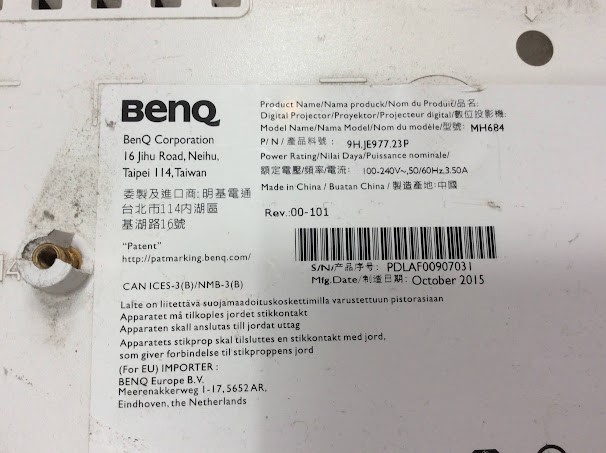 BenQ
BenQ Corporation
16 Jihu Road, Neihu,
Taipei 114, Taiwan
委製及進口商: 明基電通
台北市114內湖區
基湖路16號
"Patent"
http://patmarking.benq.com/
CAN ICES-3(B)/NMB-3(B)
Product Name/Nama produck/Nom du Produit/品名:
Digital Projector/Proyektor/Projecteur digital/數位投影機
Model Name/Nama Model/Nom du modèle/型號: MH684
P/N/產品料號 : 9H.JE977.23P
Power Rating/Nilai Daya/Puissance nominale/
額定電壓/頻率/電流: 100-240V~,50/60Hz,3.50A
Made in China / Buatan China / 製造產地:中國
Rev.:00-101
S/N/产品序号: PDLAF00907031
Mfg.Date/制造日期: October 2015
Laite on liitettävä suojamaadoituskoskettimilla varustettuun pistorasiaan
Apparatet må tilkoples jordet stikkontakt
Apparaten skall anslutas till jordat uttag
Apparatets stikprop skal tilsluttes en stikkontakt med jord,
som giver forbindelse til stikproppens jord
(For EU) IMPORTER :
BENQ Europe B.V.
Meerenakkerweg 1-17, 5652 AR,
Eindhoven, the Netherlands
14